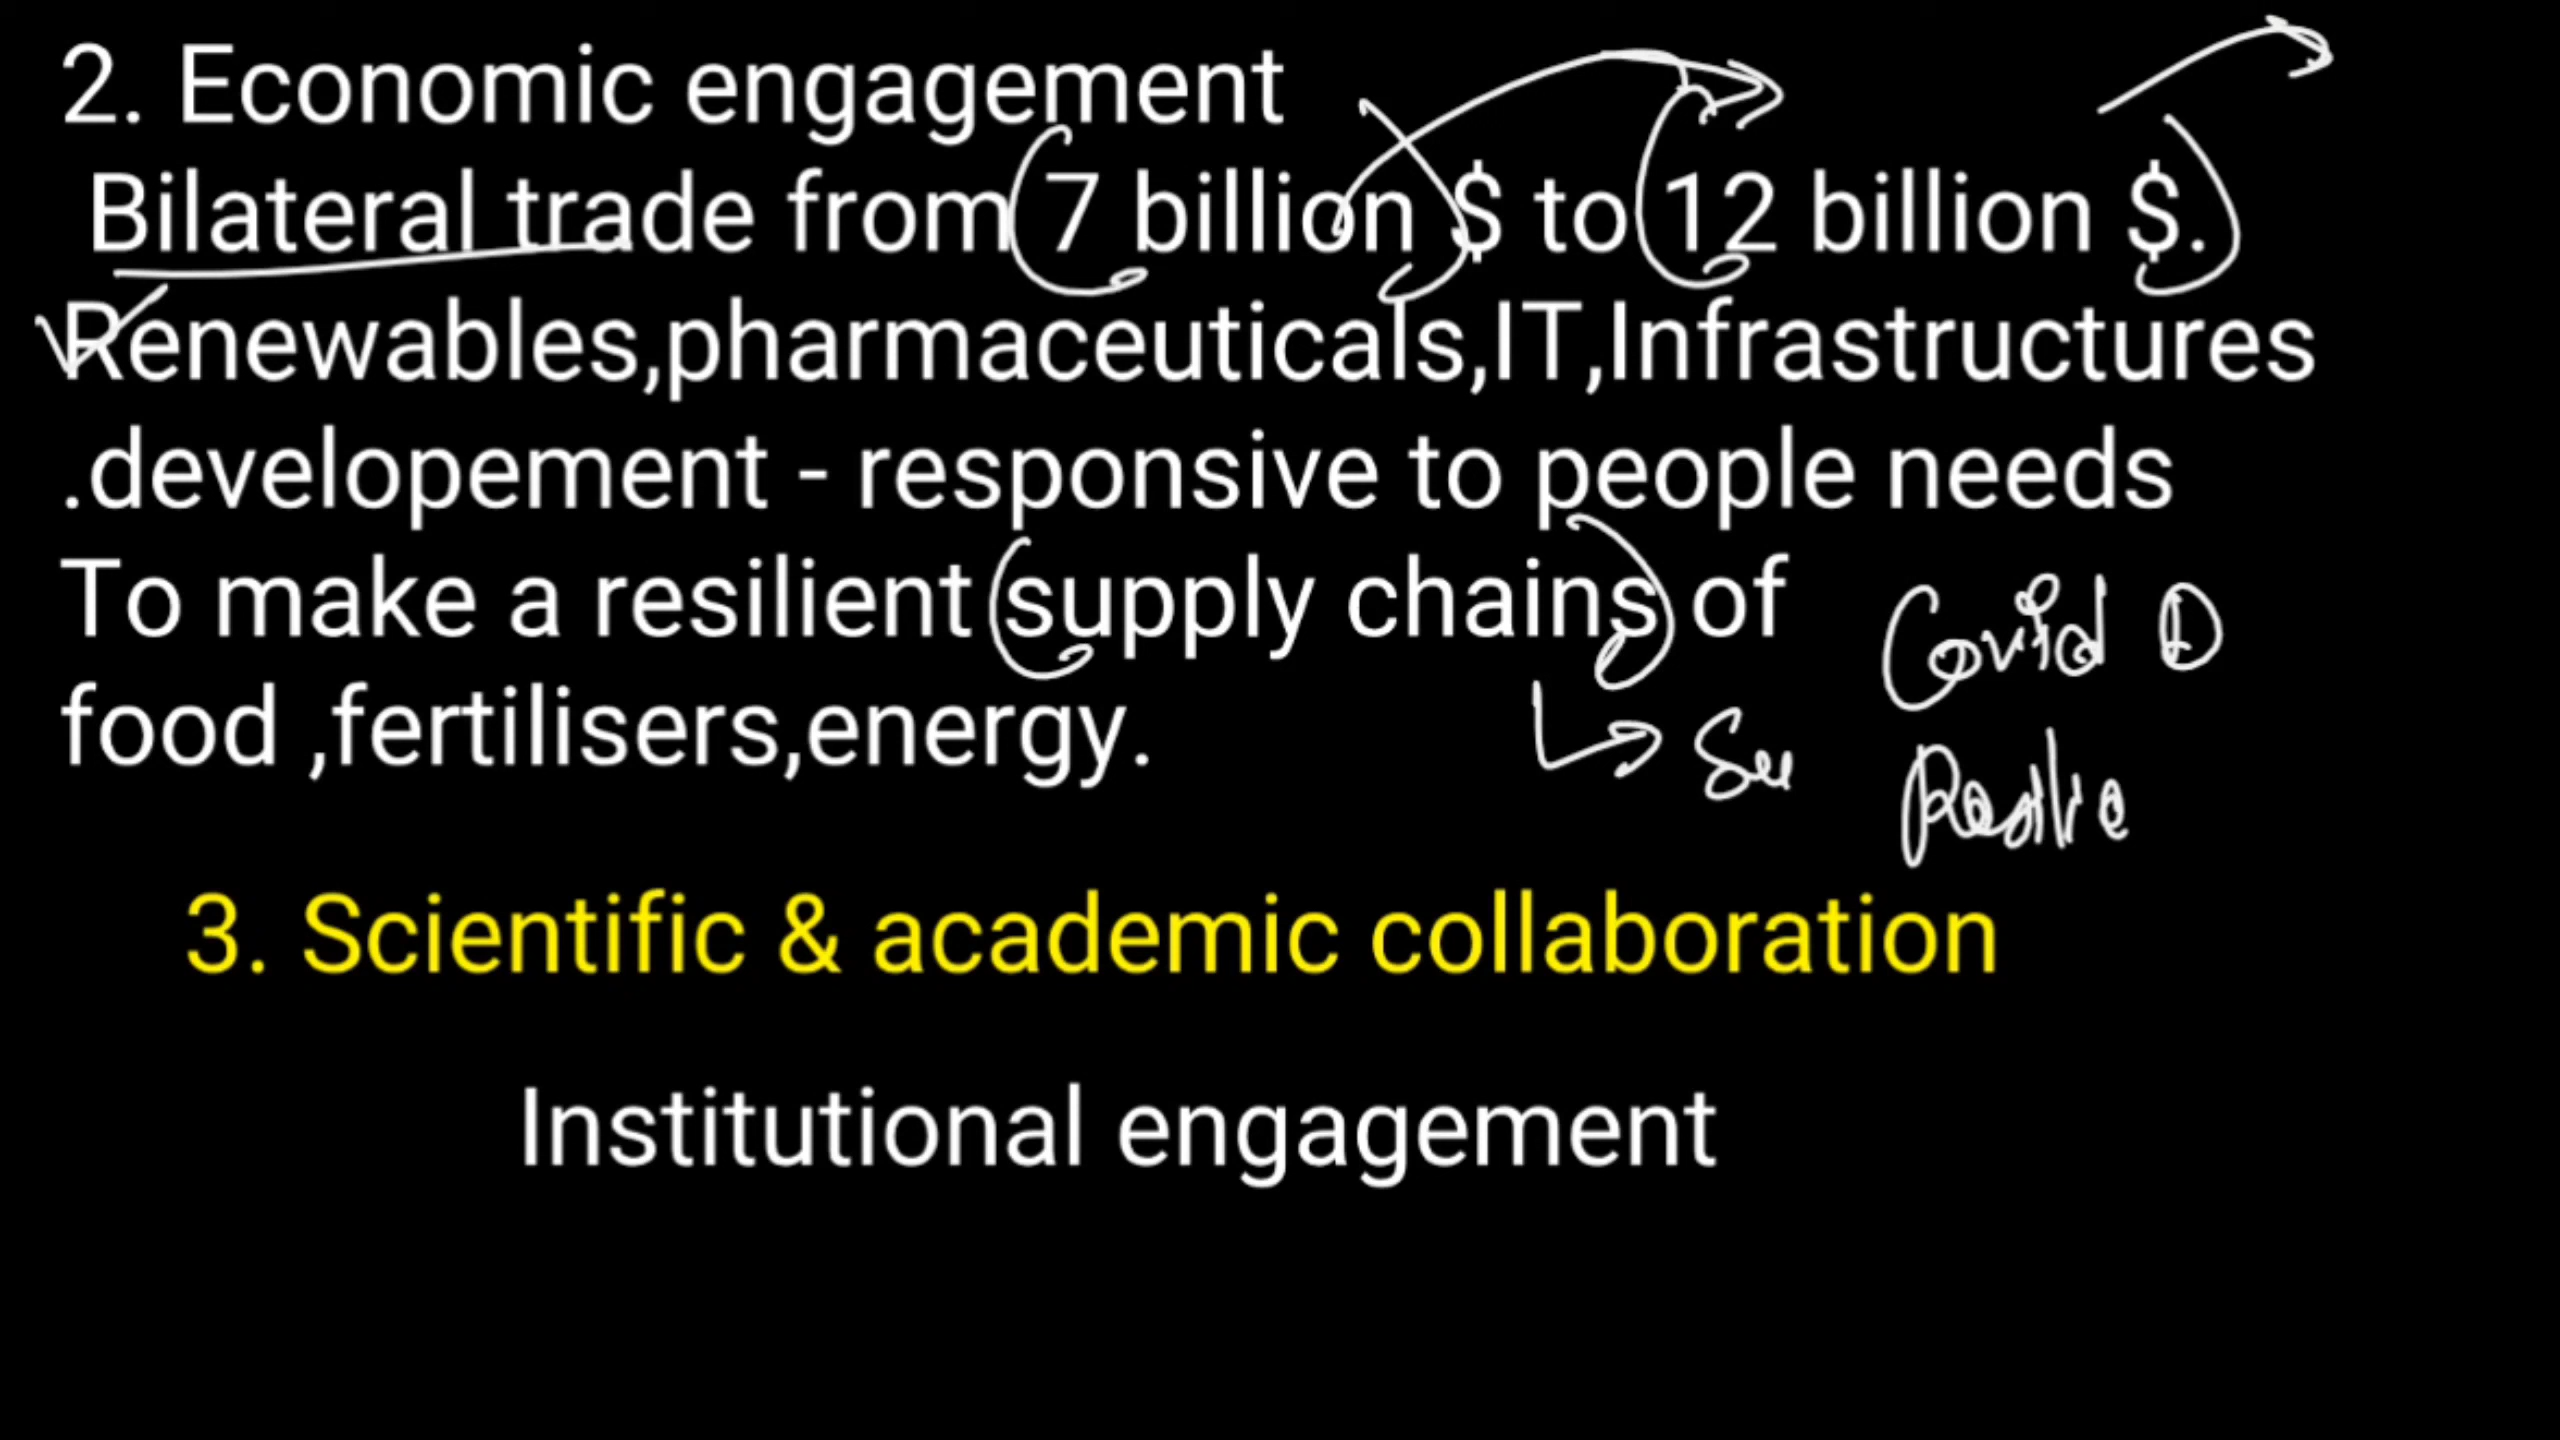 2. Economic engagement
Bilateral trade from 7 billion $ to 12 billion $.
Renewables,pharmaceuticals,IT,Infrastructures
.developement - responsive to people needs
To make a resilient supply chains of
food ,fertilisers,energy.
Covid
Su
3. Scientific & academic collaboration
Institutional engagement